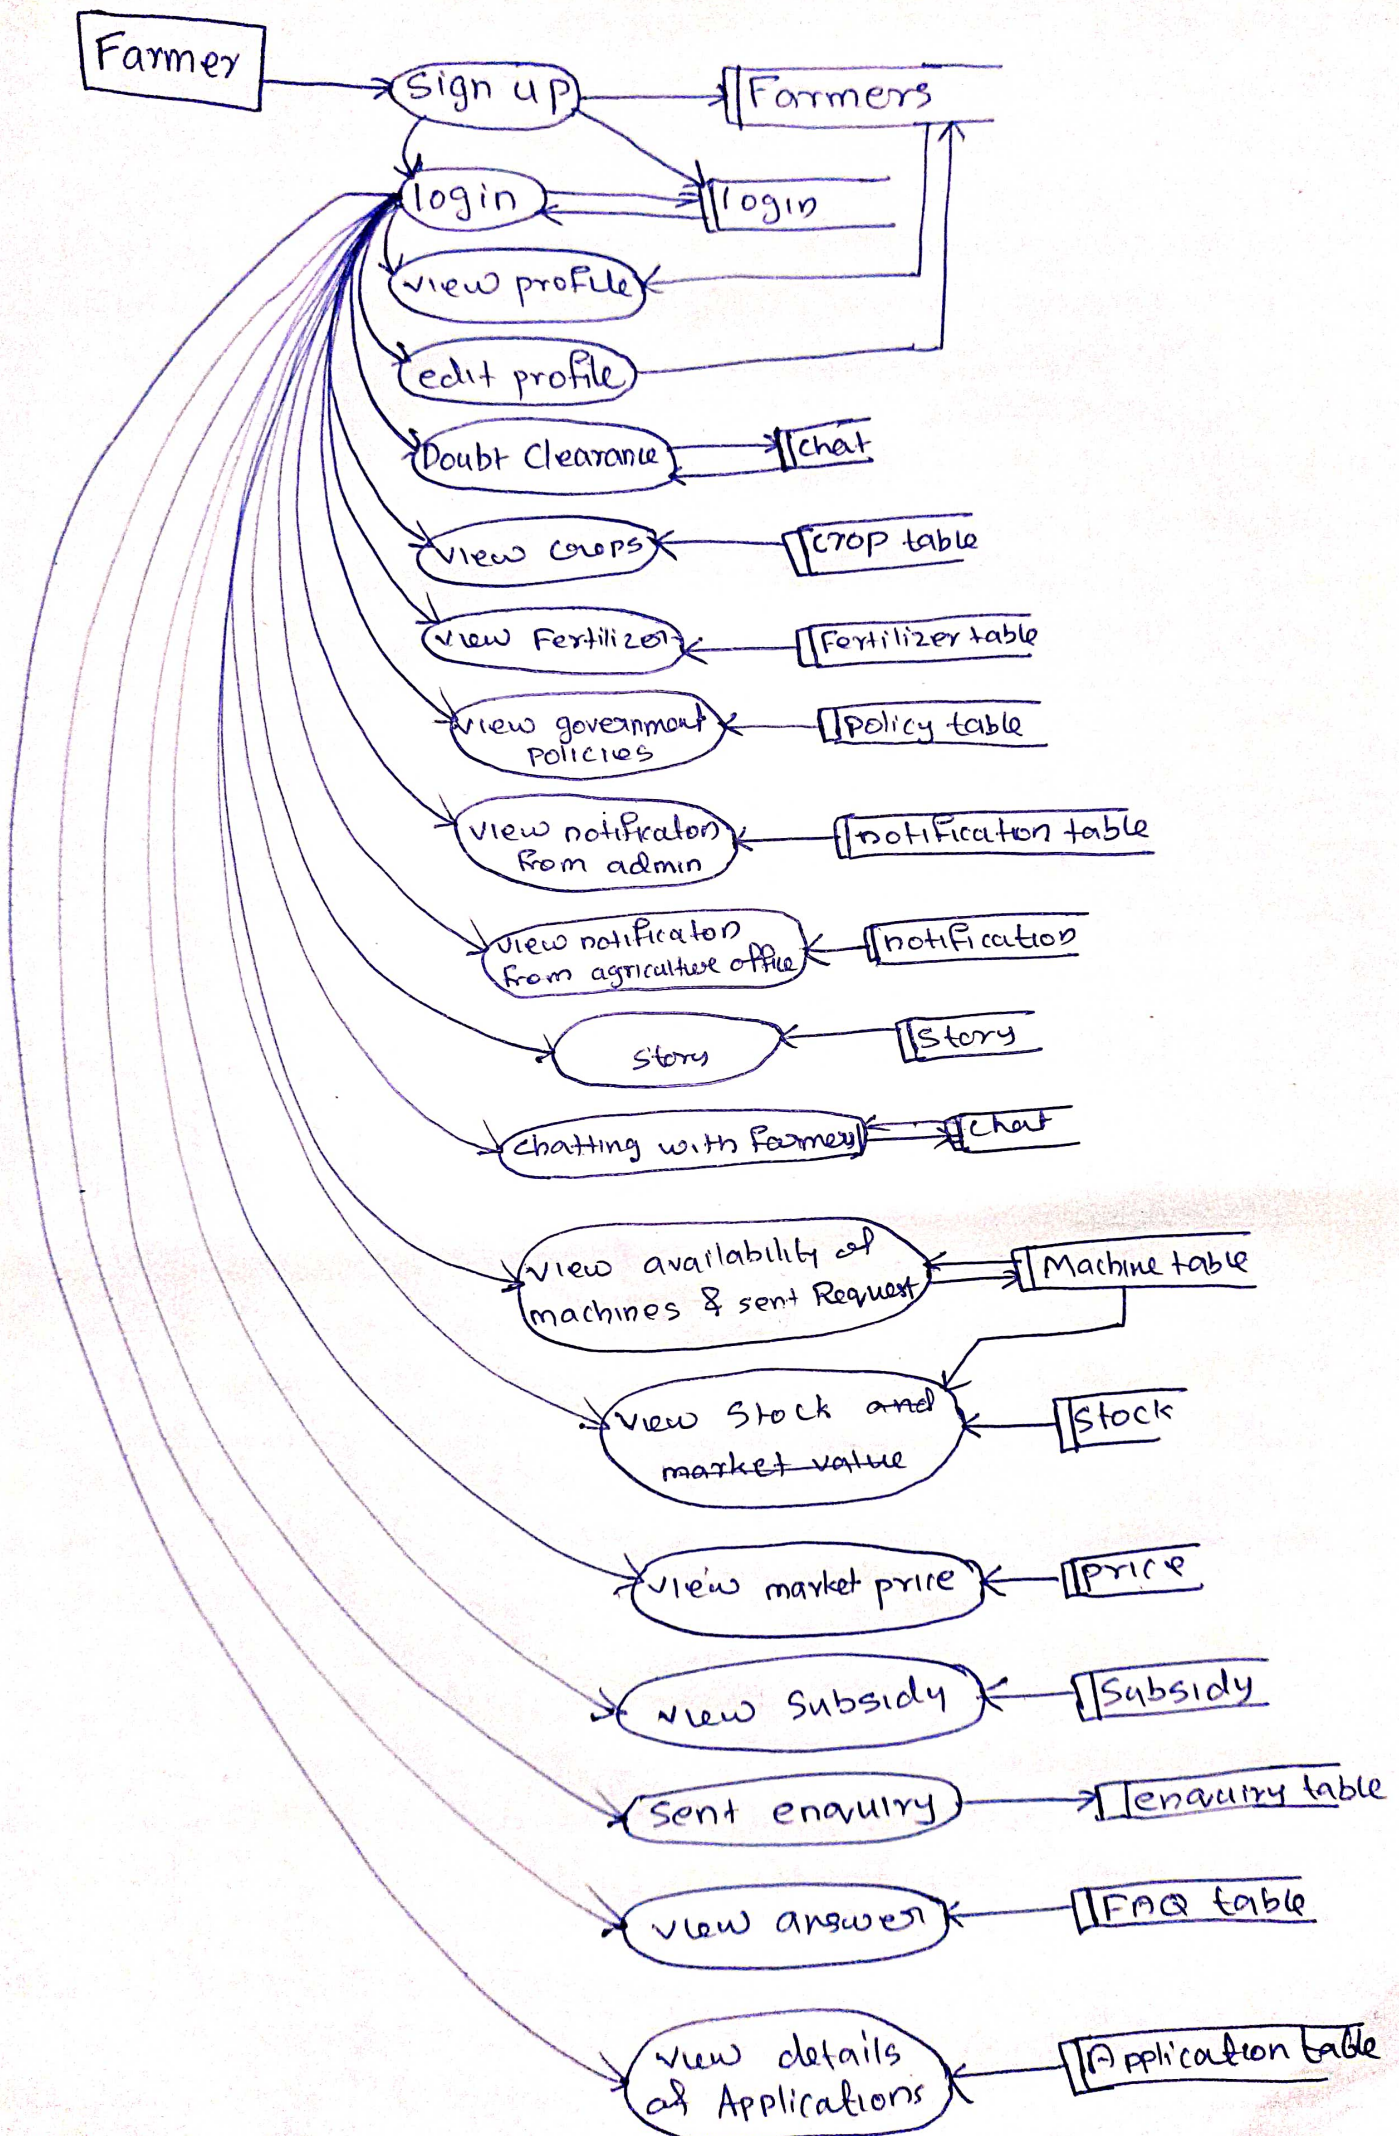 Farmer
Sign up
Farmers
login
login
view profile
edit profile
Doubt Clearance
chat
view crops
crop table
view Fertilizer
Fertilizer table
view government
policies
policy table
view notificaton
from admin
notification table
view notificaton
from agriculture office
notification
story
Story
chatting with farmers
chat
view availability of
machines & sent Request
Machine table
view Stock and
market value
Stock
view market price
price
view Subsidy
Subsidy
sent enquiry
enquiry table
view answer
FAQ table
view details
of Applications
Application table